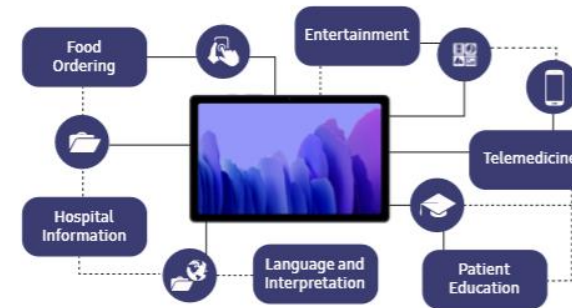 Food
Ordering
Entertainment
Telemedicine
Hospital
Information
Language and
Interpretation
Patient
Education